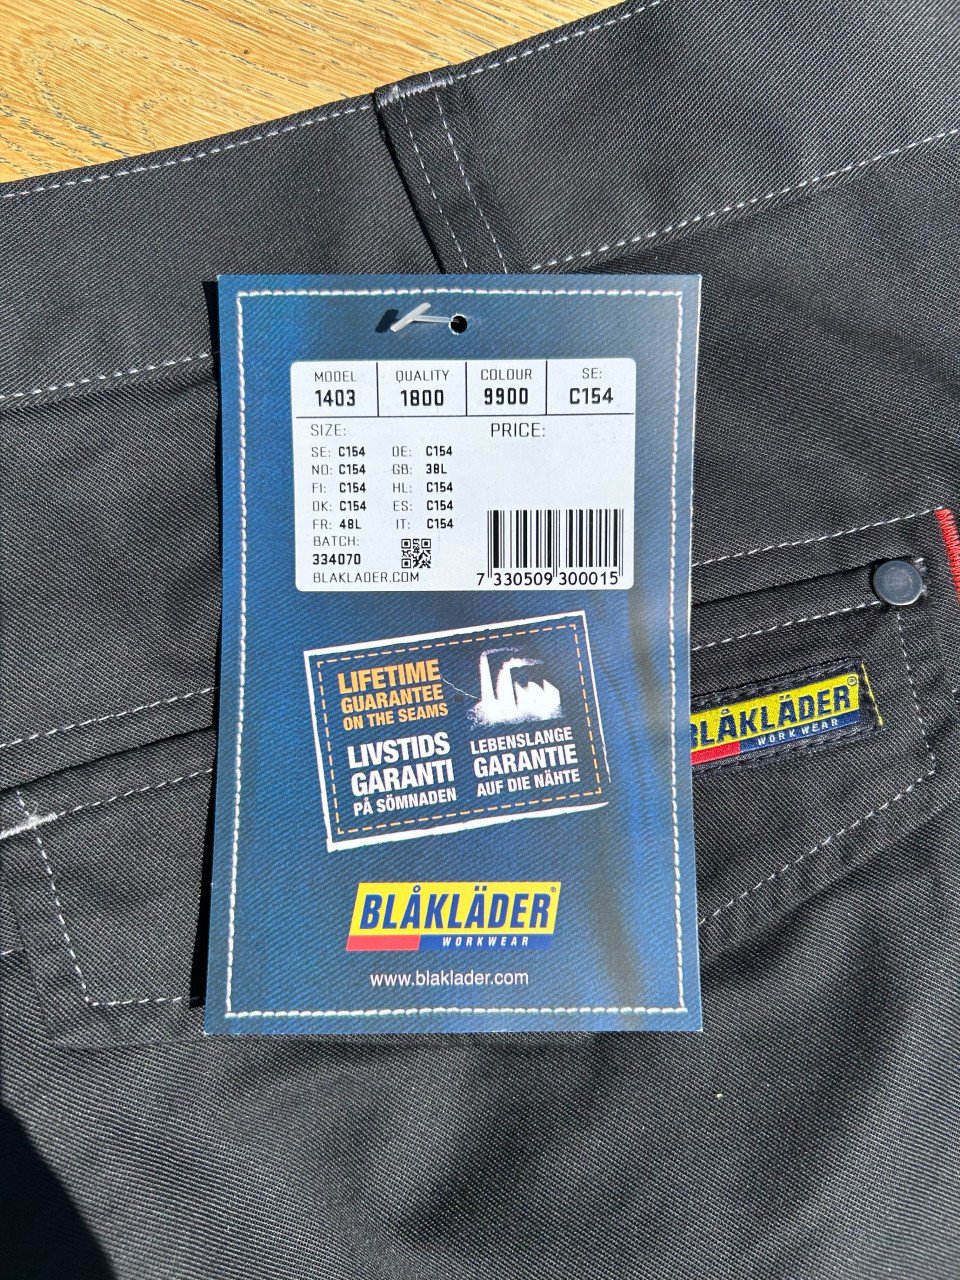 MODEL QUALITY COLOUR SE:
1403 1800 9900 C154
SIZE: PRICE:
SE: C154 DE: C154
NO: C154 GB: 38L
FI: C154 HL: C154
DK: C154 ES: C154
FR: 48L IT: C154
BATCH:
334070
BLAKLADER.COM
7 330509 300015
LIFETIME
GUARANTEE
ON THE SEAMS
LIVSTIDS
GARANTI
PÅ SÖMNADEN
LEBENSLANGE
GARANTIE
AUF DIE NÄHTE
BLÅKLÄDER®
WORKWEAR
www.blaklader.com
BLÅKLÄDER®
WORKWEAR